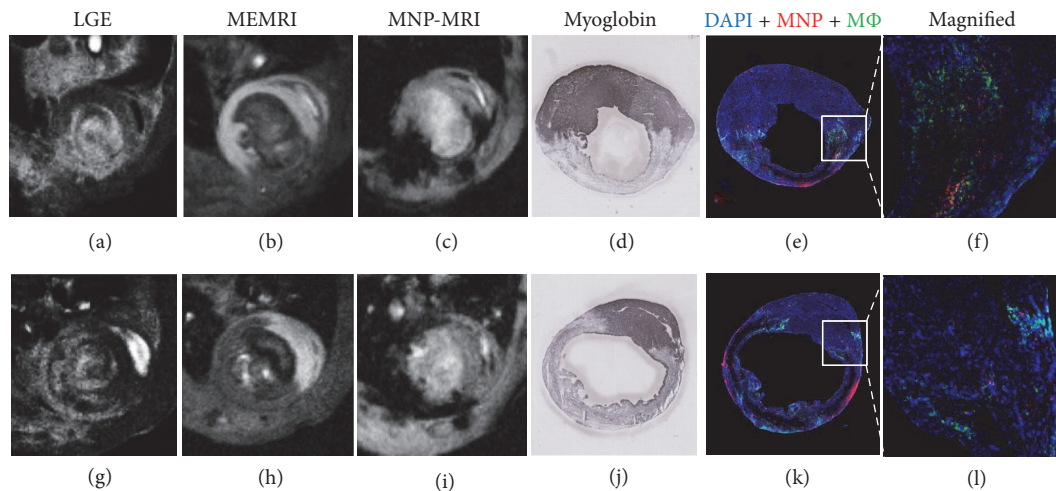 LGE MEMRI MNP-MRI Myoglobin DAPI + MNP + MΦ Magnified
(a) (b) (c) (d) (e) (f)
(g) (h) (i) (j) (k) (l)